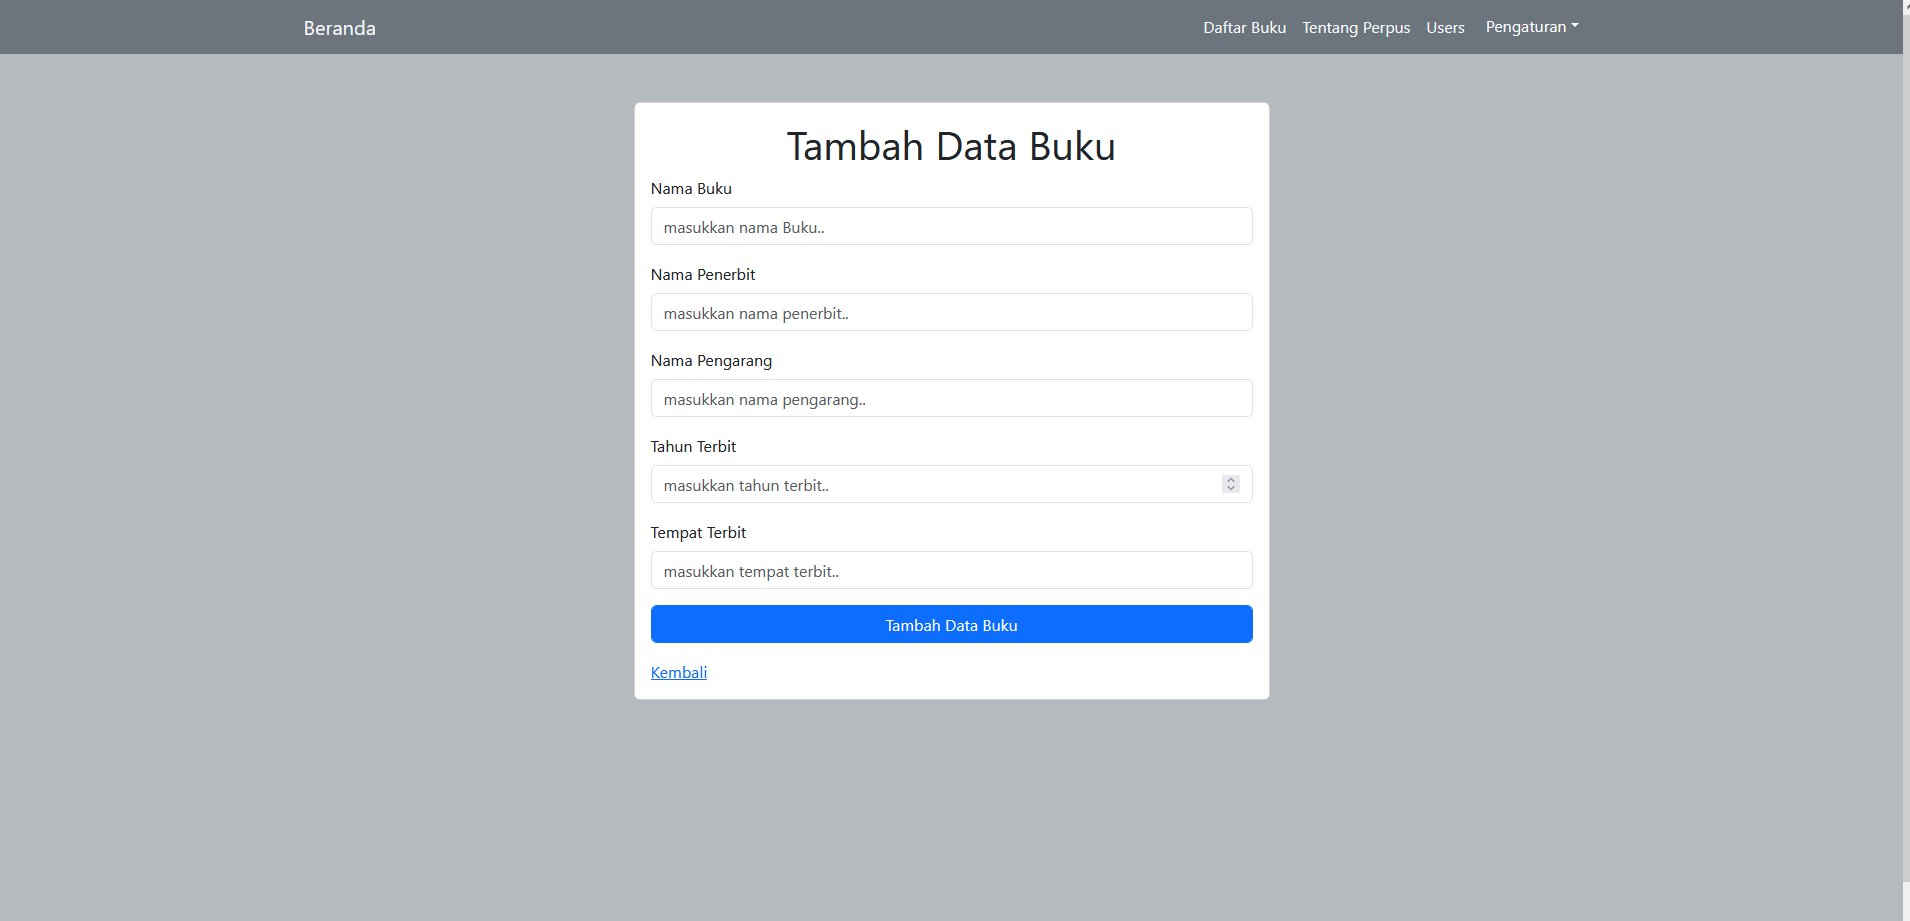 Beranda Daftar Buku Tentang Perpus Users Pengaturan
Tambah Data Buku
Nama Buku
masukkan nama Buku..
Nama Penerbit
masukkan nama penerbit..
Nama Pengarang
masukkan nama pengarang..
Tahun Terbit
masukkan tahun terbit..
Tempat Terbit
masukkan tempat terbit..
Tambah Data Buku
Kembali